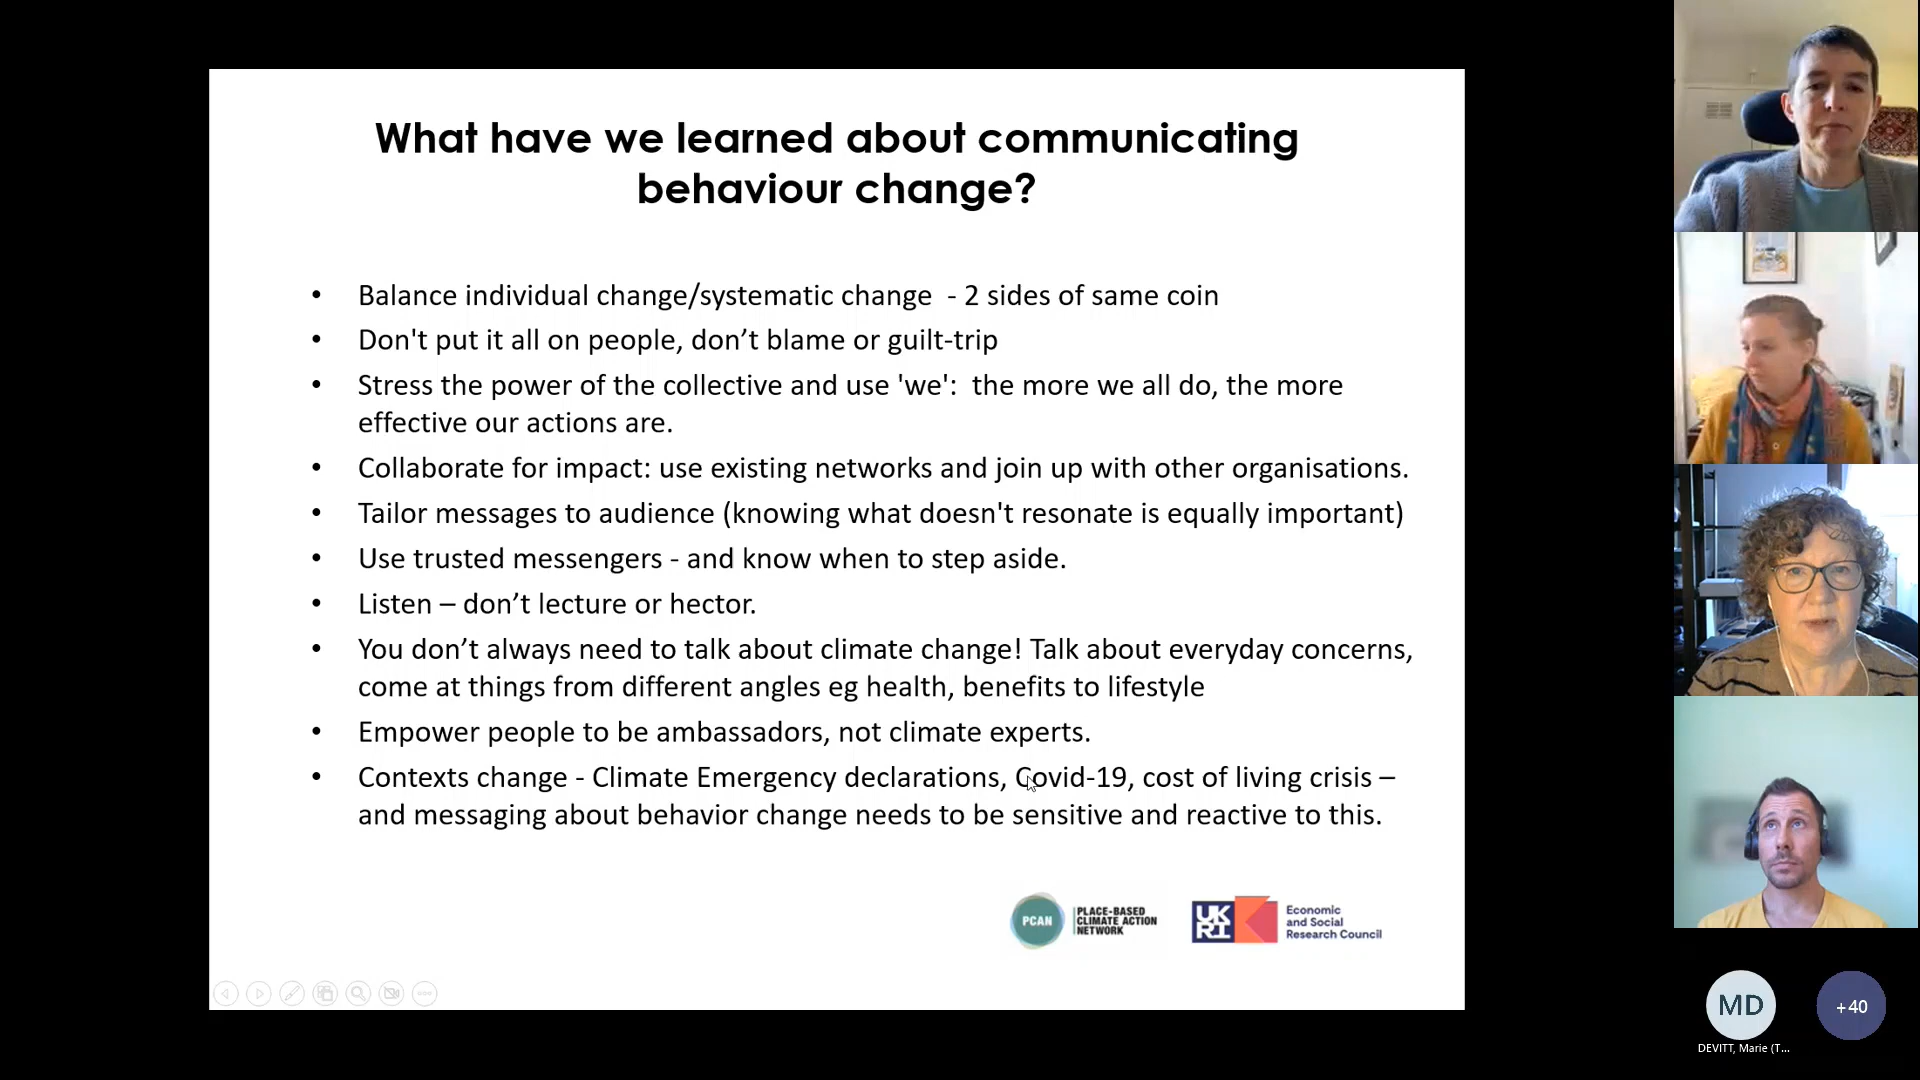 What have we learned about communicating
behaviour change?
• Balance individual change/systematic change  - 2 sides of same coin
• Don't put it all on people, don’t blame or guilt-trip
• Stress the power of the collective and use 'we':  the more we all do, the more
effective our actions are.
• Collaborate for impact: use existing networks and join up with other organisations.
• Tailor messages to audience (knowing what doesn't resonate is equally important)
• Use trusted messengers - and know when to step aside.
• Listen – don’t lecture or hector.
• You don’t always need to talk about climate change! Talk about everyday concerns,
come at things from different angles eg health, benefits to lifestyle
• Empower people to be ambassadors, not climate experts.
• Contexts change - Climate Emergency declarations, Covid-19, cost of living crisis –
and messaging about behavior change needs to be sensitive and reactive to this.
PCAN
PLACE-BASED
CLIMATE ACTION
NETWORK
UK
RI
Economic
and Social
Research Council
MD
+40
DEVITT, Marie (T...